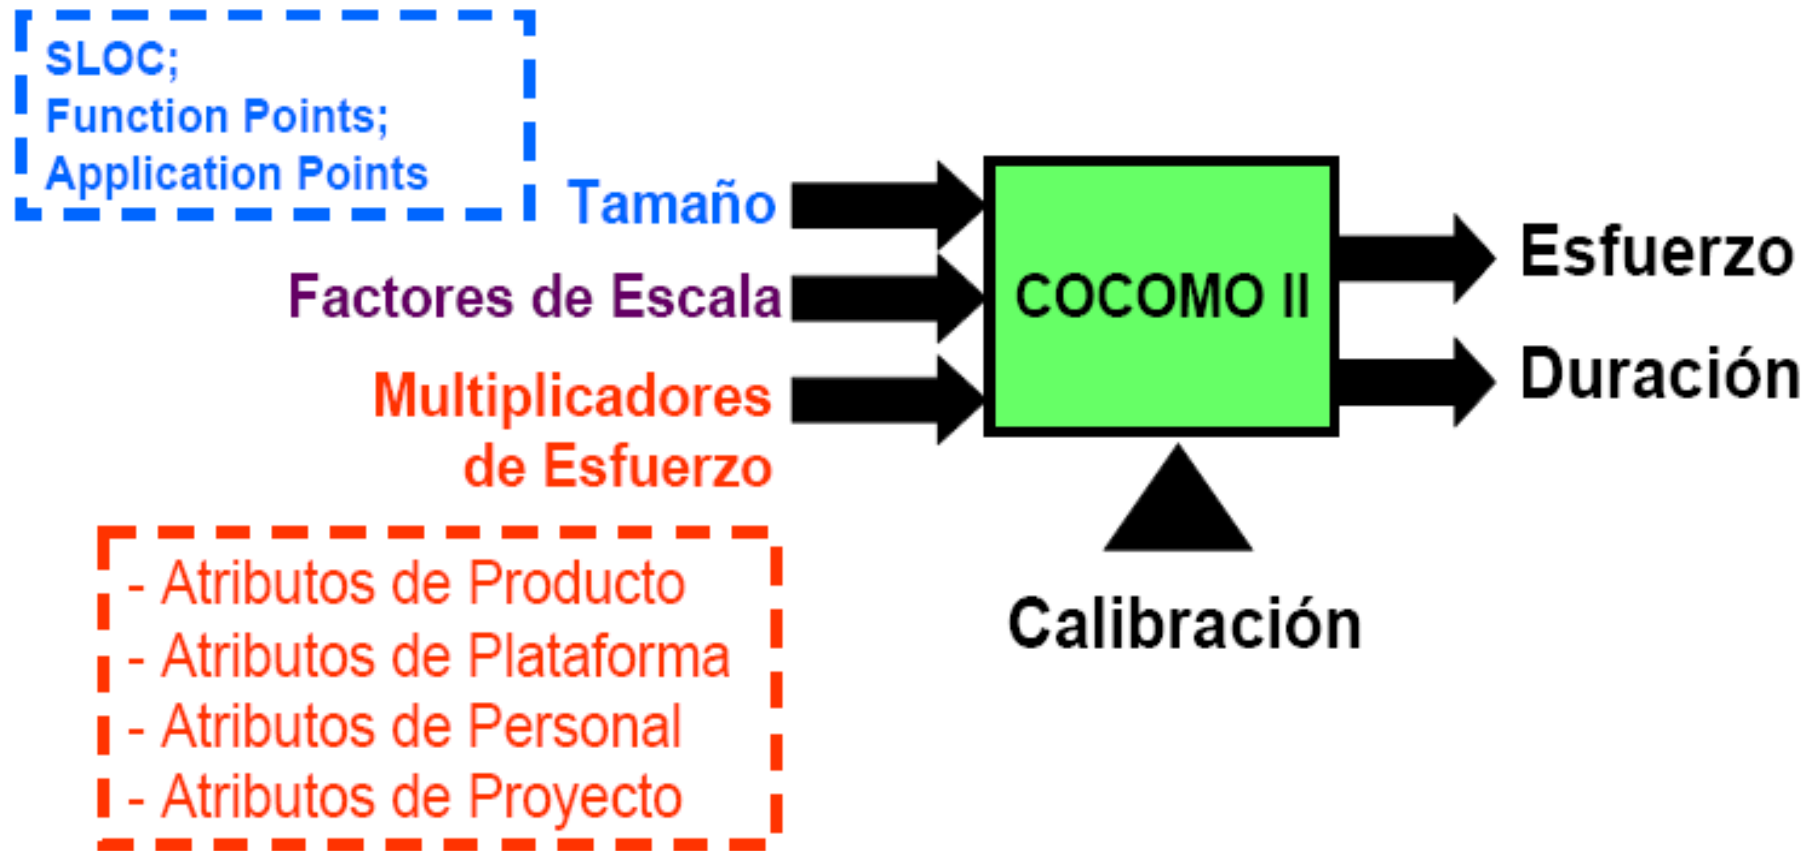 SLOC;
Function Points;
Application Points
Tamaño
Factores de Escala
Multiplicadores
de Esfuerzo
- Atributos de Producto
- Atributos de Plataforma
- Atributos de Personal
- Atributos de Proyecto
COCOMO II
Calibración
Esfuerzo
Duración